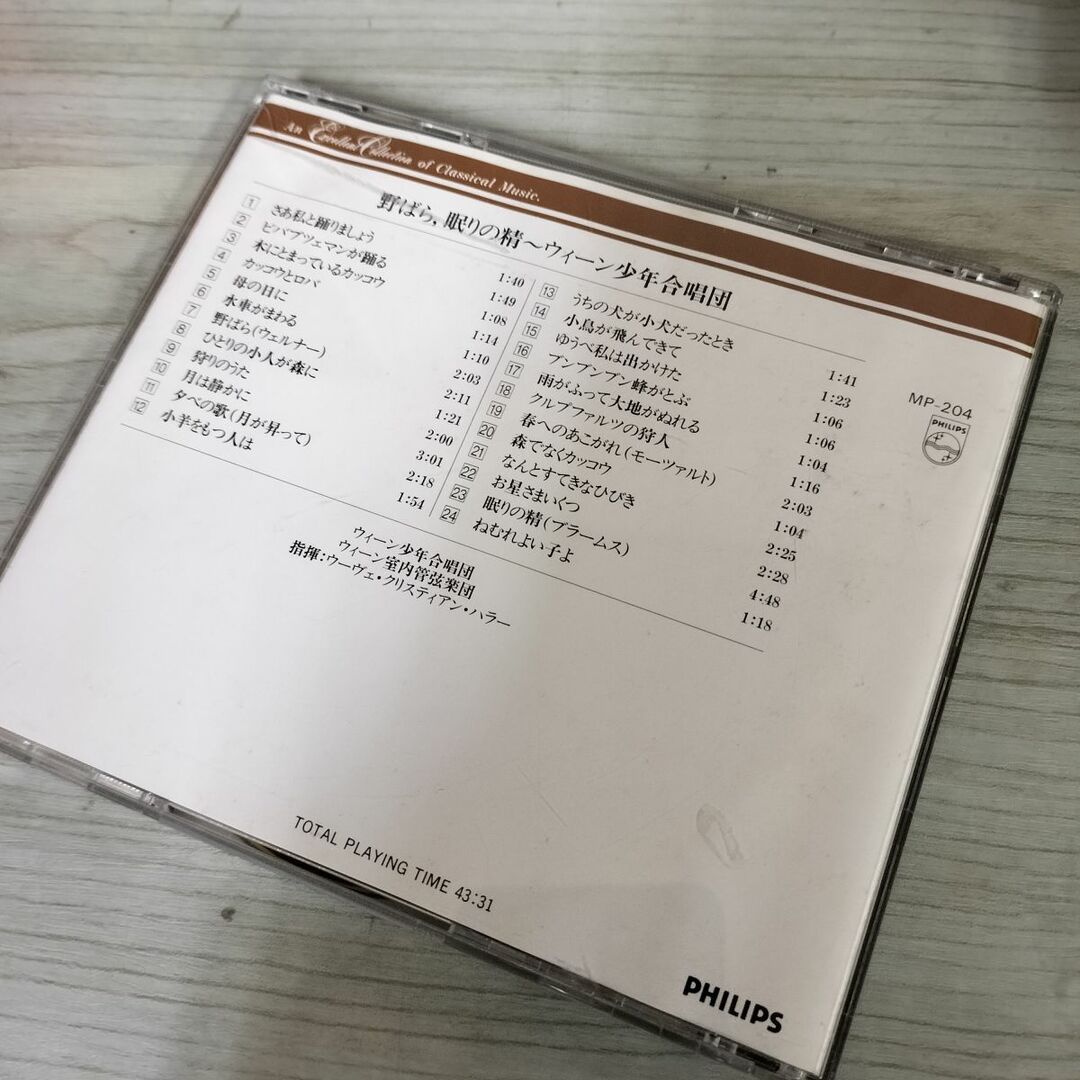 An Excellent Collection of Classical Music.
野ばら，眠りの精～ウィーン少年合唱団
1 さあ私と踊りましょう 1:40
2 ビバブツェマンが踊る 1:49
3 木にとまっているカッコウ 1:08
4 カッコウとロバ 1:14
5 母の日に 1:10
6 水車がまわる 2:03
7 野ばら(ウェルナー) 2:11
8 ひとりの小人が森に 1:21
9 狩りのうた 2:00
10 月は静かに 3:01
11 夕べの歌(月が昇って) 2:18
12 小羊をもつ人は 1:54
13 うちの犬が小犬だったとき 1:41
14 小鳥が飛んできて 1:23
15 ゆうべ私は出かけた 1:06
16 ブンブンブン蜂がとぶ 1:06
17 雨がふって大地がぬれる 1:04
18 クルプファルツの狩人 1:16
19 春へのあこがれ(モーツァルト) 2:03
20 森でなくカッコウ 1:04
21 なんとすてきなひびき 2:25
22 お星さまいくつ 2:28
23 眠りの精(ブラームス) 4:48
24 ねむれよい子よ 1:18
ウィーン少年合唱団
ウィーン室内管弦楽団
指揮:ウーヴェ・クリスティアン・ハラー
MP-204
PHILIPS
TOTAL PLAYING TIME 43:31
PHILIPS